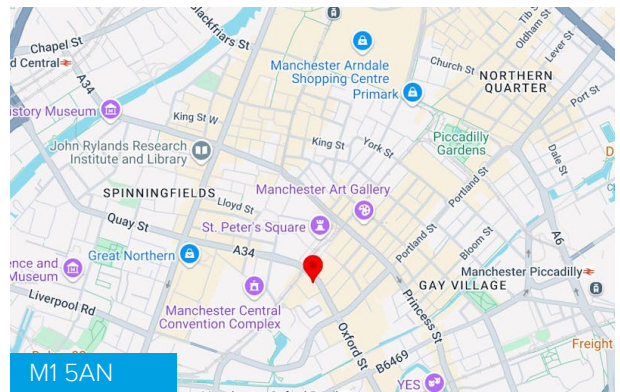 Chapel St
d Central
A34
Blackfriars St
Manchester Arndale
Shopping Centre
Primark
Church St
Tib St
Oldham St
Lever St
NORTHERN
QUARTER
Port St
istory Museum
King St W
John Rylands Research
Institute and Library
King St
York St
Piccadilly
Gardens
Dale St
D
SPINNINGFIELDS
Lloyd St
Manchester Art Gallery
Portland St
Quay St
St. Peter's Square
A34
Great Northern
Portland St
Bloom St
A6
ence and
Museum
Manchester Piccadilly
GAY VILLAGE
Princess St
Liverpool Rd
Manchester Central
Convention Complex
Oxford St
B6469
Freight
YES
M1 5AN